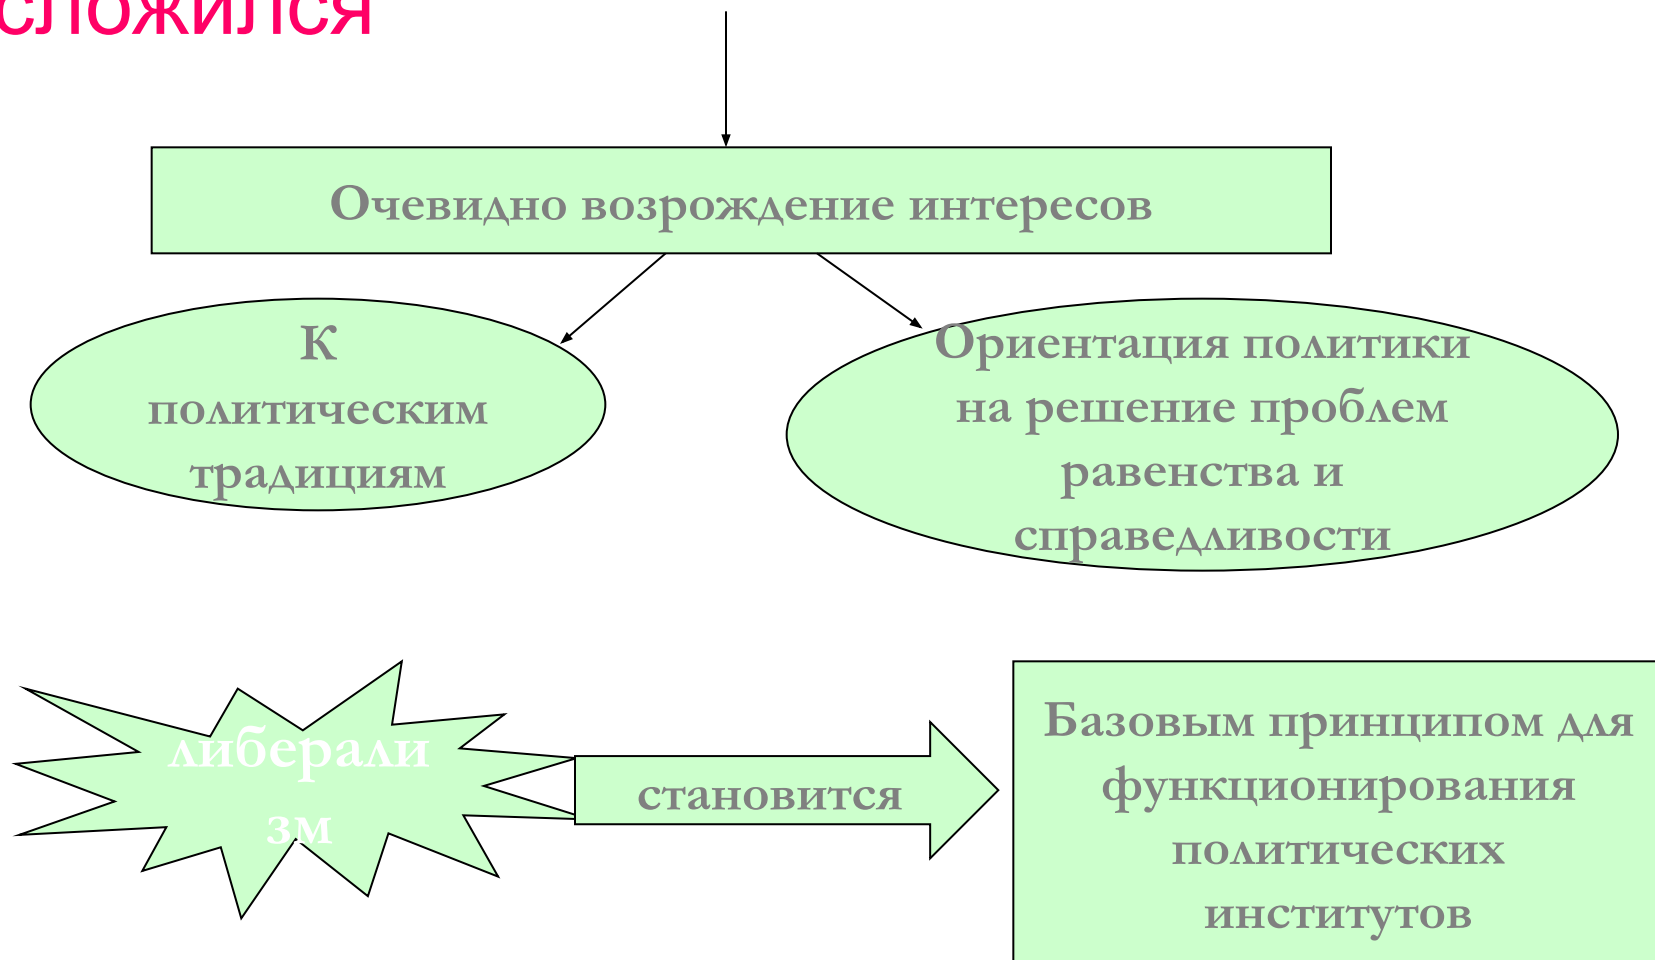 сложился
Очевидно возрождение интересов
К
политическим
традициям
Ориентация политики
на решение проблем
равенства и
справедливости
либерали
зм
становится
Базовым принципом для
функционирования
политических
институтов